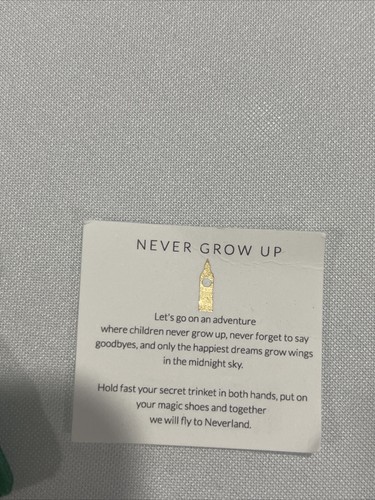 NEVER GROW UP
Let's go on an adventure
where children never grow up, never forget to say
goodbyes, and only the happiest dreams grow wings
in the midnight sky.
Hold fast your secret trinket in both hands, put on
your magic shoes and together
we will fly to Neverland.